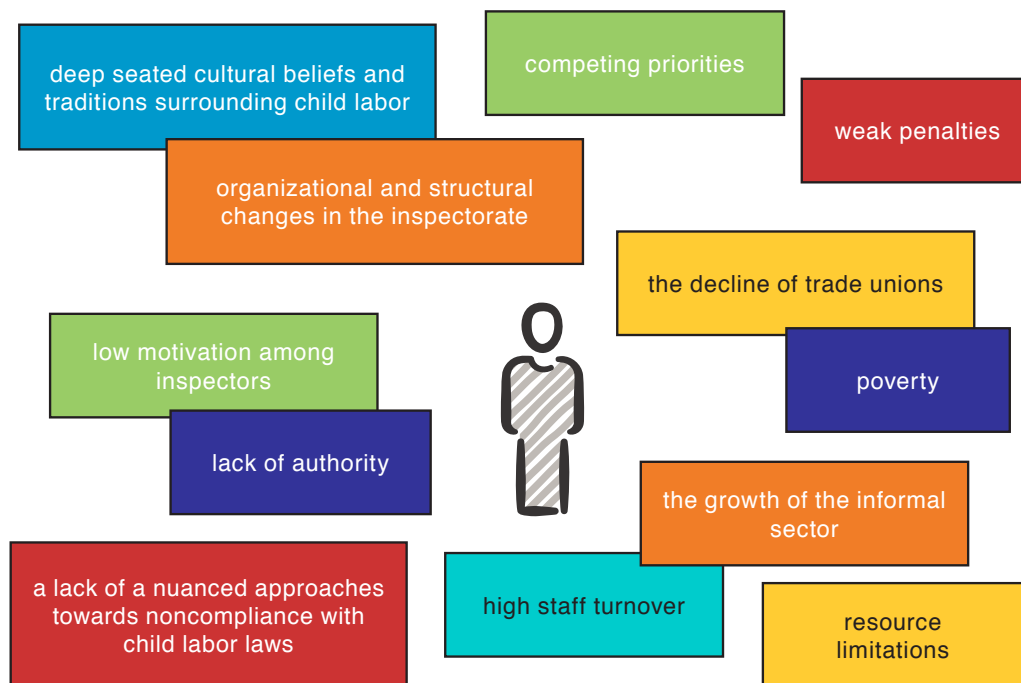 deep seated cultural beliefs and
traditions surrounding child labor
competing priorities
weak penalties
organizational and structural
changes in the inspectorate
the decline of trade unions
low motivation among
inspectors
poverty
lack of authority
the growth of the informal
sector
a lack of a nuanced approaches
towards noncompliance with
child labor laws
high staff turnover
resource
limitations